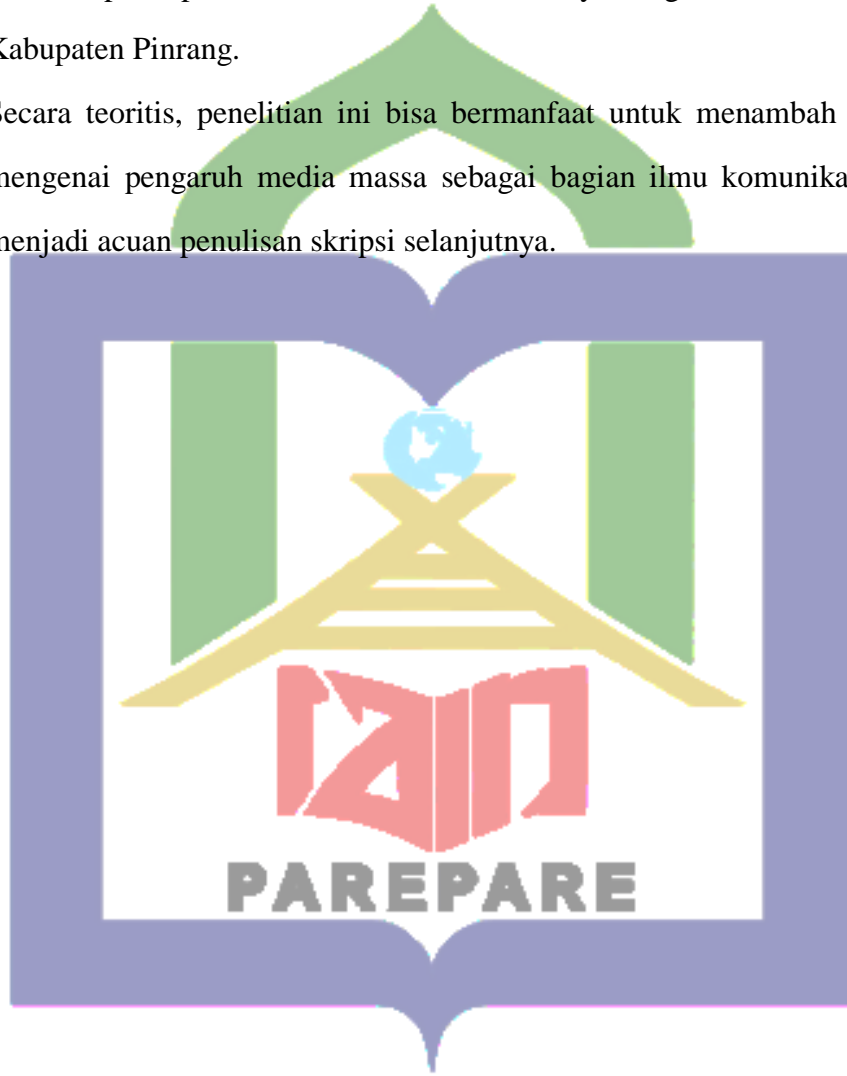 Kabupaten Pinrang.
Secara teoritis, penelitian ini bisa bermanfaat untuk menambah
mengenai pengaruh media massa sebagai bagian ilmu
menjadi acuan penulisan skripsi selanjutnya.
iain
PAREPARE